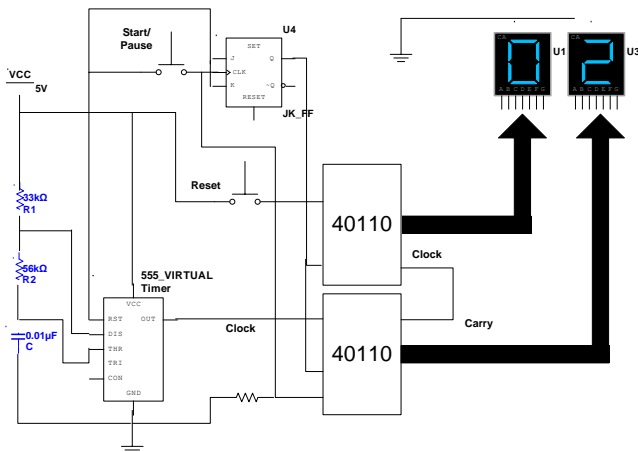 Start/
Pause
U4
SET
J
Q
CLK
K
~Q
RESET
JK_FF
CA
U1
A B C D E F G
CA
U3
A B C D E F G
02
VCC
5V
33kΩ
R1
56kΩ
R2
0.01µF
C
Reset
555_VIRTUAL
Timer
VCC
RST
OUT
DIS
THR
TRI
CON
GND
Clock
40110
Clock
Carry
40110